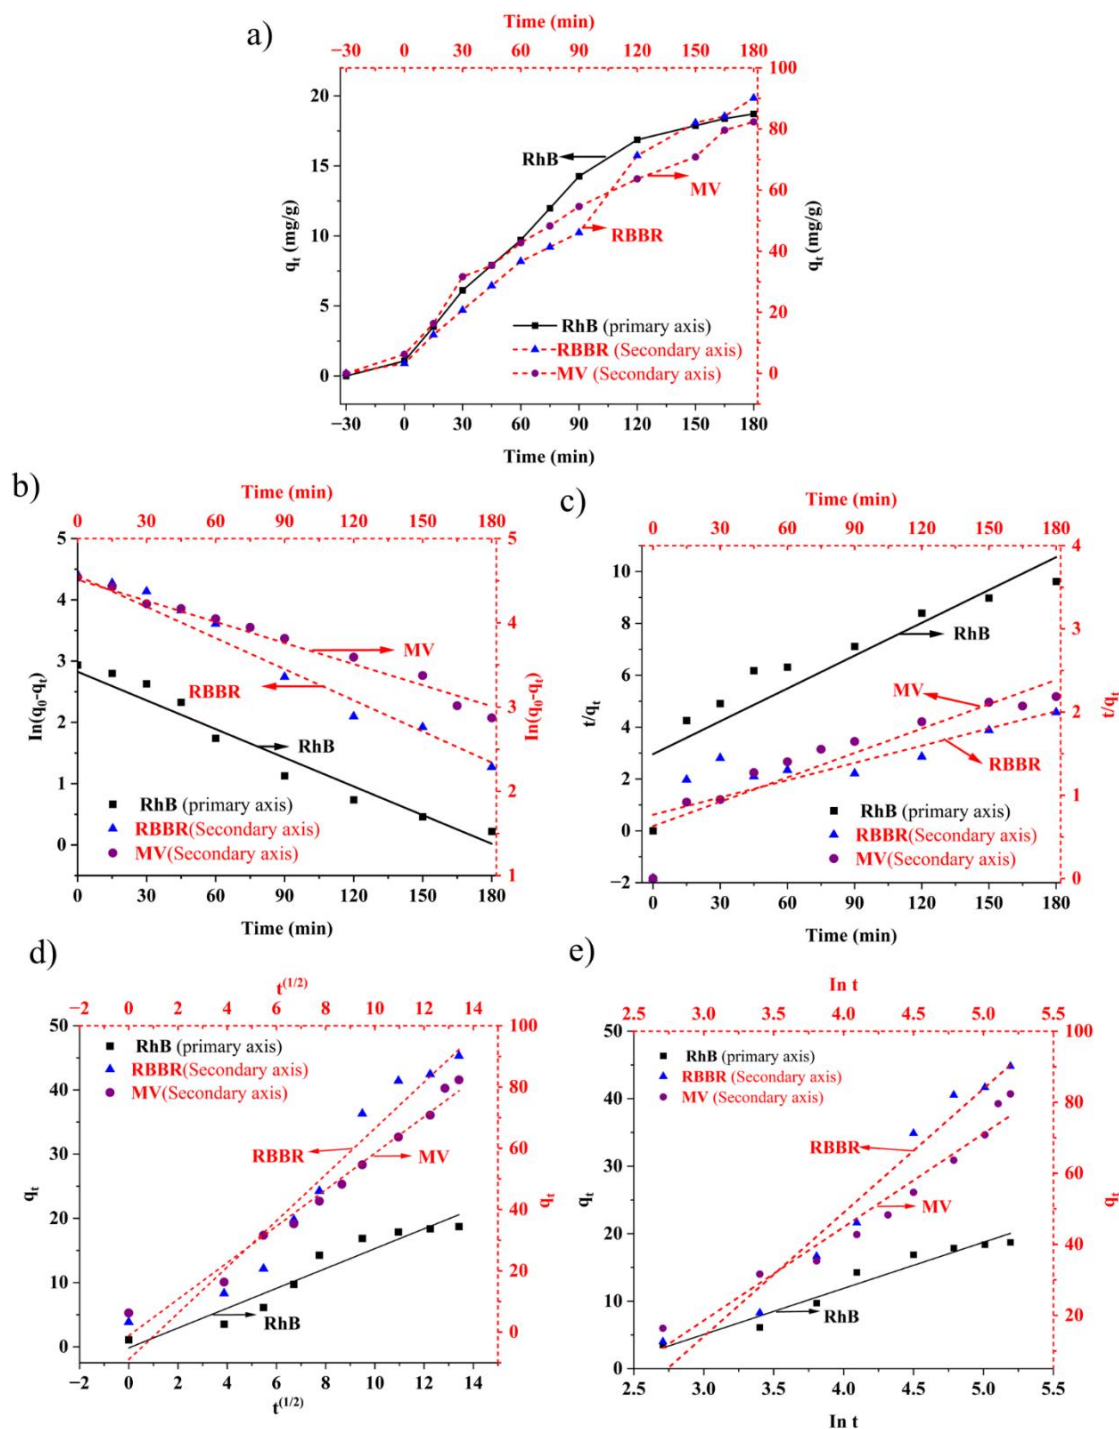 a)
Time (min)
−30 0 30 60 90 120 150 180
100
80
60
40
20
0
qt (mg/g)
20
15
10
5
0
qt (mg/g)
RhB
MV
RBBR
RhB (primary axis)
RBBR (Secondary axis)
MV (Secondary axis)
−30 0 30 60 90 120 150 180
Time (min)
b)
Time (min)
0 30 60 90 120 150 180
5
4
3
2
1
0
In(q0-qt)
5
4
3
2
1
In(q0-qt)
MV
RBBR
RhB
RhB (primary axis)
RBBR(Secondary axis)
MV(Secondary axis)
0 30 60 90 120 150 180
Time (min)
c)
Time (min)
0 30 60 90 120 150 180
10
8
6
4
2
0
−2
t/qt
4
3
2
1
0
t/qt
RhB
MV
RBBR
RhB (primary axis)
RBBR(Secondary axis)
MV(Secondary axis)
0 30 60 90 120 150 180
Time (min)
d)
t(1/2)
−2 0 2 4 6 8 10 12 14
50
40
30
20
10
0
qt
100
80
60
40
20
0
qt
RhB (primary axis)
RBBR(Secondary axis)
MV(Secondary axis)
RBBR
MV
RhB
−2 0 2 4 6 8 10 12 14
t(1/2)
e)
In t
2.5 3.0 3.5 4.0 4.5 5.0 5.5
50
40
30
20
10
0
qt
100
80
60
40
20
qt
RhB (primary axis)
RBBR (Secondary axis)
MV (Secondary axis)
RBBR
MV
RhB
2.5 3.0 3.5 4.0 4.5 5.0 5.5
In t